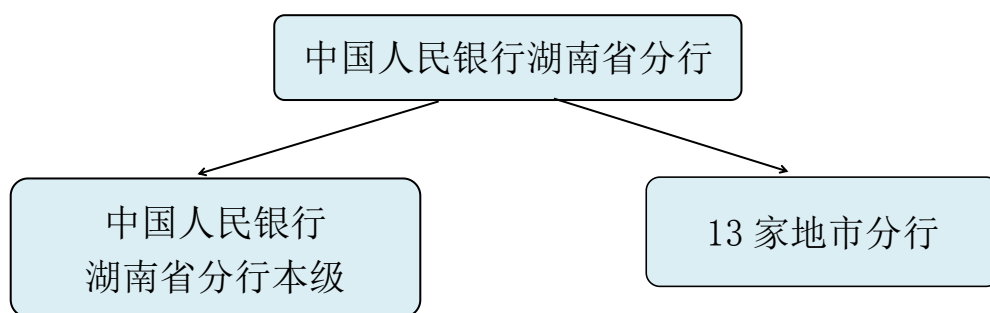 中国人民银行湖南省分行
中国人民银行
湖南省分行本级
13 家地市分行